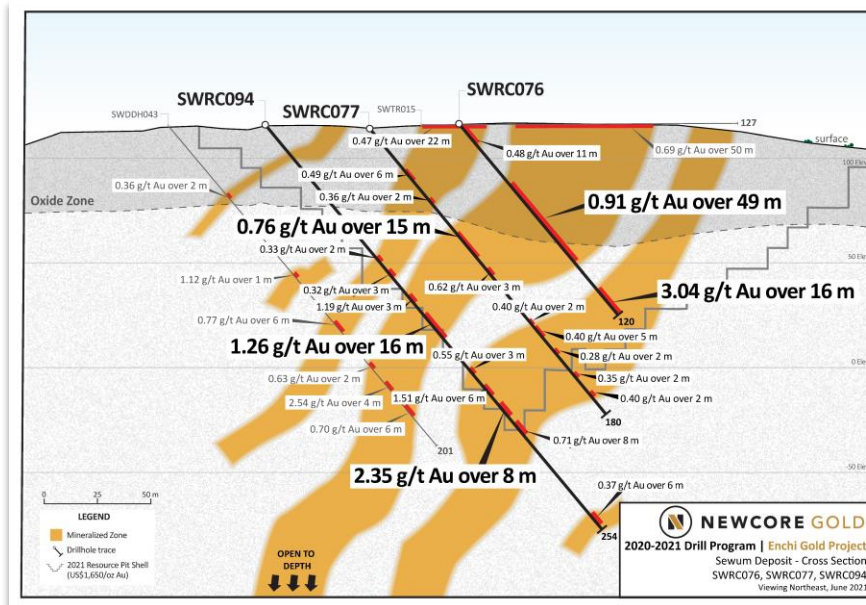 SWRC076
SWRC094
SWRC077
SWDDH043
SWTR015
127
0.47 g/t Au over 22 m
0.48 g/t Au over 11 m
0.69 g/t Au over 50 m
surface
100 Ele
0.49 g/t Au over 6 m
0.36 g/t Au over 2 m
0.36 g/t Au over 2 m
Oxide Zone
0.91 g/t Au over 49 m
0.76 g/t Au over 15 m
0.33 g/t Au over 2 m
50 Ele
1.12 g/t Au over 1 m
0.32 g/t Au over 3 m
0.62 g/t Au over 3 m
3.04 g/t Au over 16 m
1.19 g/t Au over 3 m
0.40 g/t Au over 2 m
120
0.77 g/t Au over 6 m
0.40 g/t Au over 5 m
1.26 g/t Au over 16 m
0.55 g/t Au over 3 m
0.28 g/t Au over 2 m
0 Ele
0.63 g/t Au over 2 m
0.35 g/t Au over 2 m
2.54 g/t Au over 4 m
1.51 g/t Au over 6 m
0.40 g/t Au over 2 m
0.70 g/t Au over 6 m
180
201
0.71 g/t Au over 8 m
2.35 g/t Au over 8 m
-50 Ele
0.37 g/t Au over 6 m
254
0 25 50 m
LEGEND
Mineralized Zone
Drillhole trace
2021 Resource Pit Shell
(US$1,650/oz Au)
OPEN TO
DEPTH
NEWCORE GOLD
2020-2021 Drill Program | Enchi Gold Project
Sewum Deposit - Cross Section
SWRC076, SWRC077, SWRC094
Viewing Northeast, June 2021